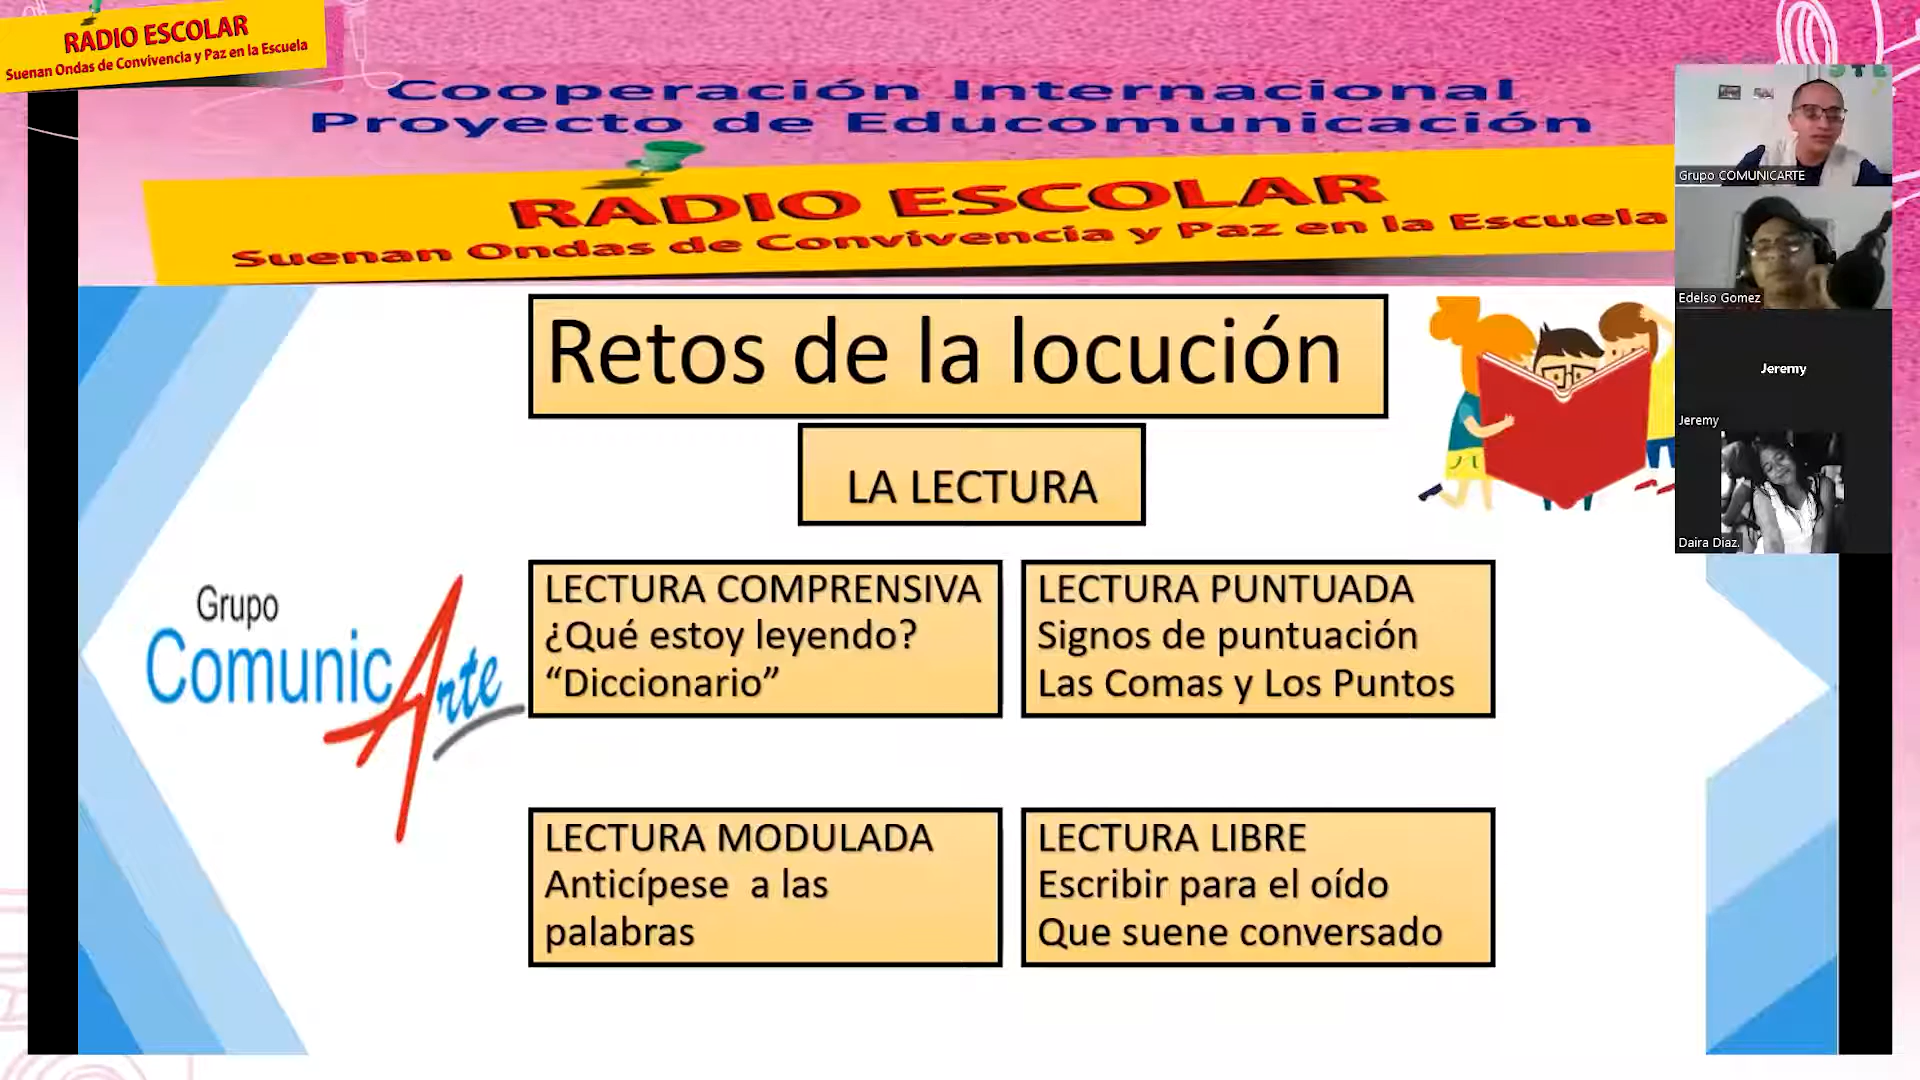 RADIO ESCOLAR
Suenan Ondas de Convivencia y Paz en la Escuela
Cooperación Internacional
Proyecto de Educomunicación
RADIO ESCOLAR
Suenan Ondas de Convivencia y Paz en la Escuela
Retos de la locución
LA LECTURA
Grupo
ComunicArte
LECTURA COMPRENSIVA
¿Qué estoy leyendo?
“Diccionario”
LECTURA PUNTUADA
Signos de puntuación
Las Comas y Los Puntos
LECTURA MODULADA
Anticípese a las
palabras
LECTURA LIBRE
Escribir para el oído
Que suene conversado
Grupo COMUNICARTE
Edelso Gomez
Jeremy
Jeremy
Daira Diaz.